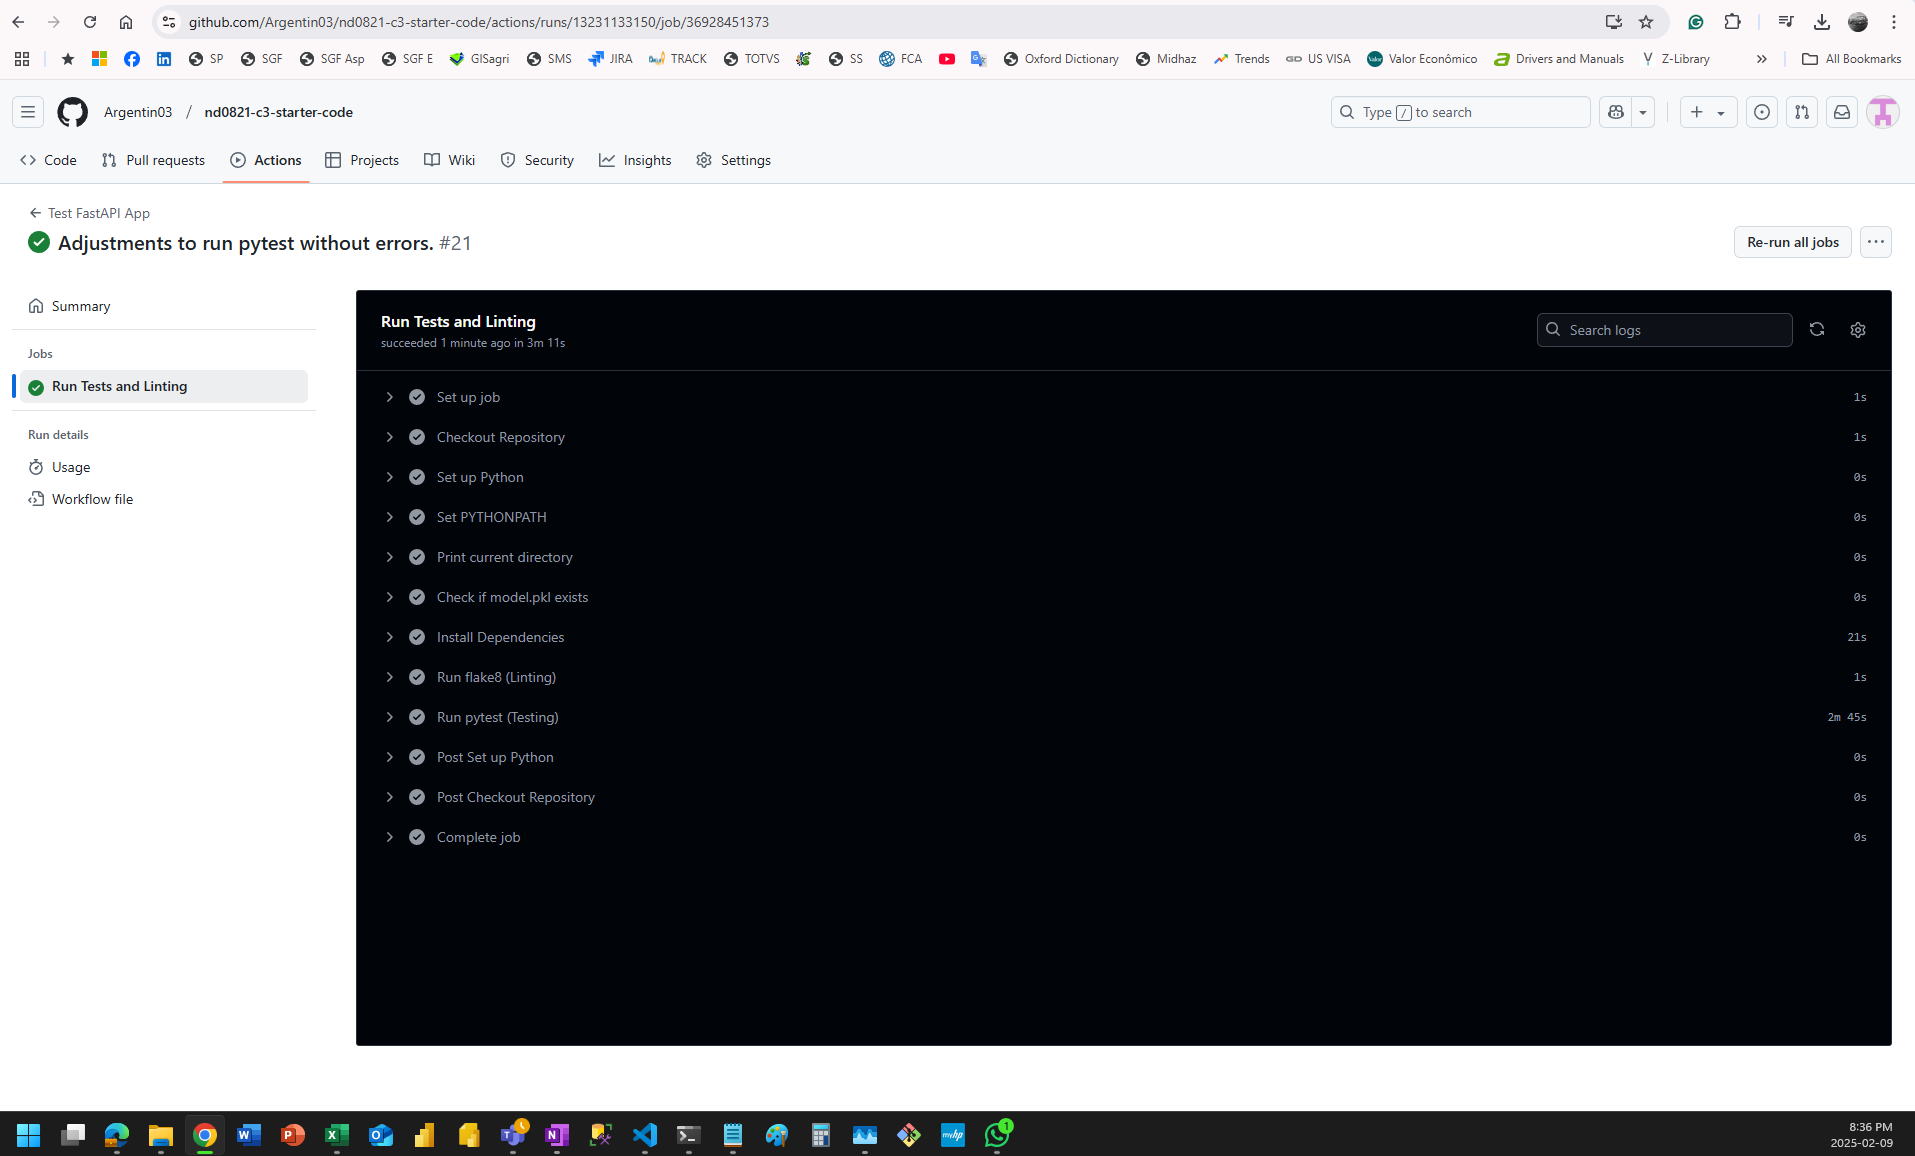 github.com/Argentin03/nd0821-c3-starter-code/actions/runs/13231133150/job/36928451373
SP SGF SGF Asp SGF E GISagri SMS JIRA TRACK TOTVS SS FCA Oxford Dictionary Midhaz Trends US VISA Valor Econômico Drivers and Manuals Z-Library All Bookmarks
Argentin03 / nd0821-c3-starter-code
Type / to search
Code Pull requests Actions Projects Wiki Security Insights Settings
Test FastAPI App
Adjustments to run pytest without errors. #21
Re-run all jobs
Summary
Jobs
Run Tests and Linting
Run details
Usage
Workflow file
Run Tests and Linting
succeeded 1 minute ago in 3m 11s
Search logs
Set up job 1s
Checkout Repository 1s
Set up Python 0s
Set PYTHONPATH 0s
Print current directory 0s
Check if model.pkl exists 0s
Install Dependencies 21s
Run flake8 (Linting) 1s
Run pytest (Testing) 2m 45s
Post Set up Python 0s
Post Checkout Repository 0s
Complete job 0s
8:36 PM
2025-02-09